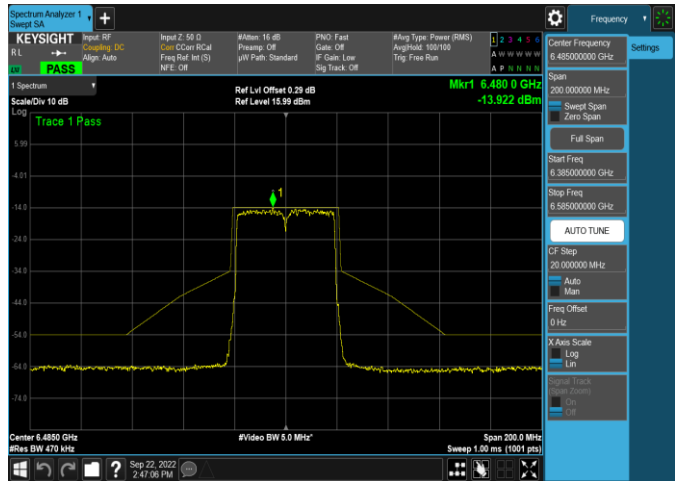 Spectrum Analyzer 1
Swept SA
Frequency
KEYSIGHT
RL
PASS
Input: RF
Coupling: DC
Align: Auto
Input Z: 50 Ω
Corr CCorr RCal
Freq Ref: Int (S)
NFE: Off
#Atten: 16 dB
Preamp: Off
µW Path: Standard
PNO: Fast
Gate: Off
IF Gain: Low
Sig Track: Off
#Avg Type: Power (RMS)
Avg|Hold: 100/100
Trig: Free Run
1 2 3 4 5 6
A W W W W W
A P N N N N
1 Spectrum
Scale/Div 10 dB
Ref Lvl Offset 0.29 dB
Ref Level 15.99 dBm
Mkr1 6.480 0 GHz
-13.922 dBm
Log
Trace 1 Pass
1
5.99
-4.01
-14.0
-24.0
-34.0
-44.0
-54.0
-64.0
-74.0
Center 6.4850 GHz
#Res BW 470 kHz
#Video BW 5.0 MHz*
Span 200.0 MHz
Sweep 1.00 ms (1001 pts)
Center Frequency
6.485000000 GHz
Settings
Span
200.000000 MHz
Swept Span
Zero Span
Full Span
Start Freq
6.385000000 GHz
Stop Freq
6.585000000 GHz
AUTO TUNE
CF Step
20.000000 MHz
Auto
Man
Freq Offset
0 Hz
X Axis Scale
Log
Lin
Signal Track
(Span Zoom)
On
Off
Sep 22, 2022
2:47:06 PM